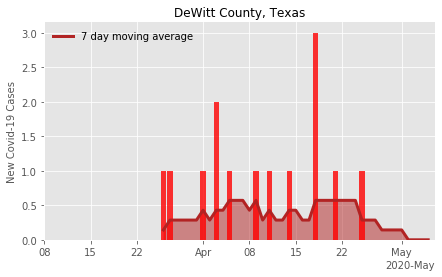 DeWitt County, Texas
7 day moving average
New Covid-19 Cases
3.0
2.5
2.0
1.5
1.0
0.5
0.0
08 15 22 Apr 08 15 22 May
2020-May